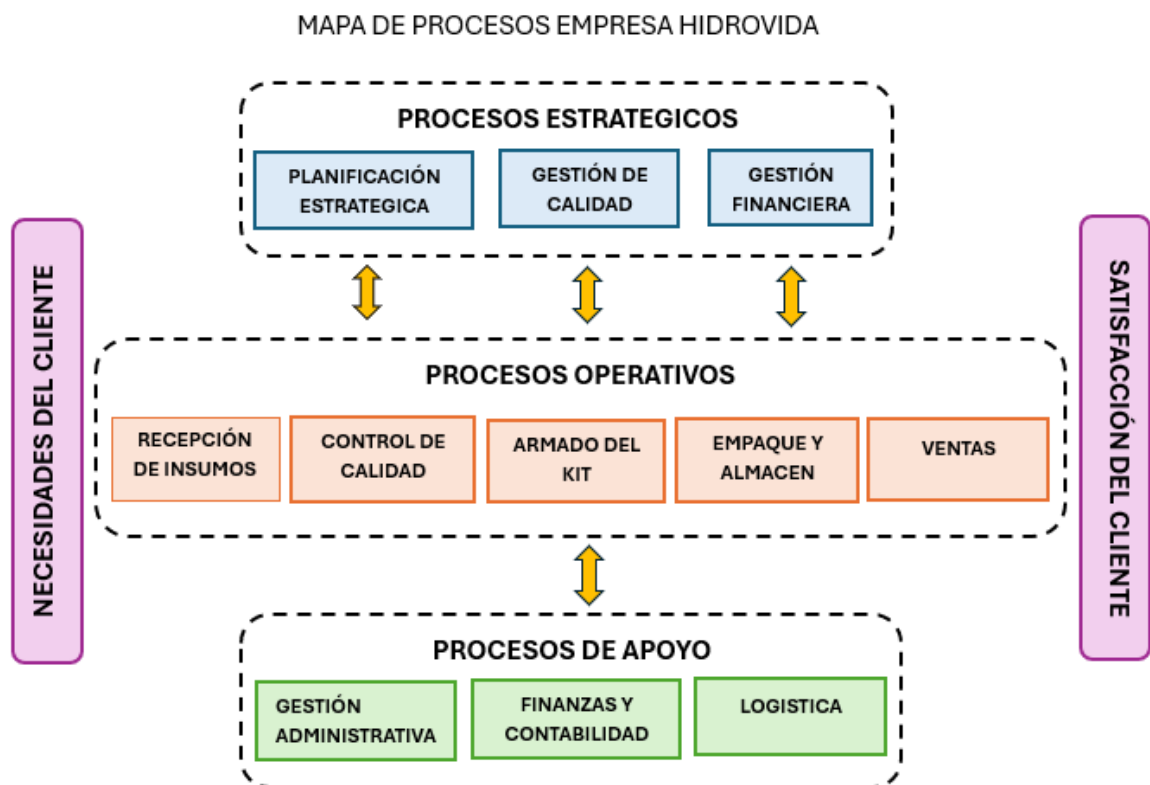 MAPA DE PROCESOS EMPRESA HIDROVIDA
PROCESOS ESTRATEGICOS
PLANIFICACIÓN
ESTRATEGICA
GESTIÓN DE
CALIDAD
GESTIÓN
FINANCIERA
NECESIDADES DEL CLIENTE
PROCESOS OPERATIVOS
RECEPCIÓN
DE INSUMOS
CONTROL DE
CALIDAD
ARMADO DEL
KIT
EMPAQUE Y
ALMACEN
VENTAS
SATISFACCIÓN DEL CLIENTE
PROCESOS DE APOYO
GESTIÓN
ADMINISTRATIVA
FINANZAS Y
CONTABILIDAD
LOGISTICA